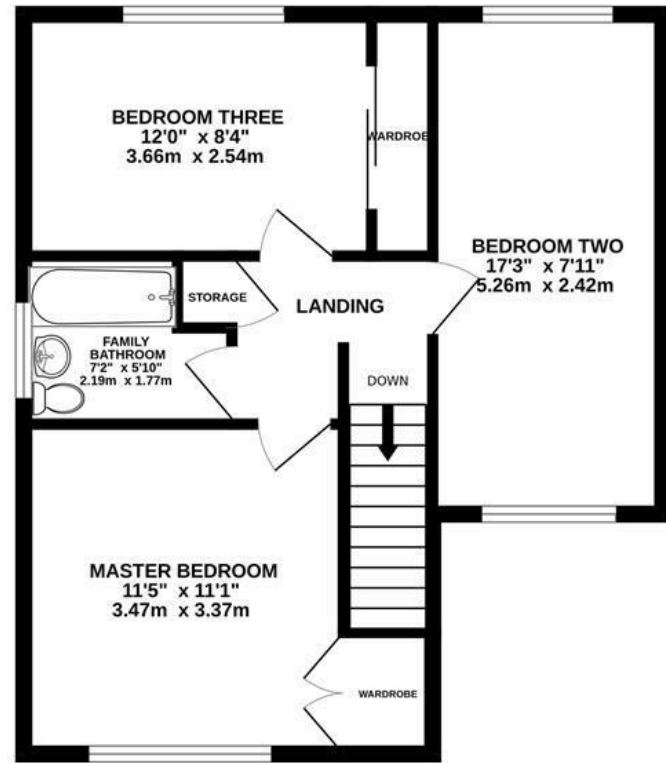 BEDROOM THREE
12'0" x 8'4"
3.66m x 2.54m
WARDROBE
BEDROOM TWO
17'3" x 7'11"
5.26m x 2.42m
STORAGE
LANDING
FAMILY
BATHROOM
7'2" x 5'10"
2.19m x 1.77m
DOWN
MASTER BEDROOM
11'5" x 11'1"
3.47m x 3.37m
WARDROBE